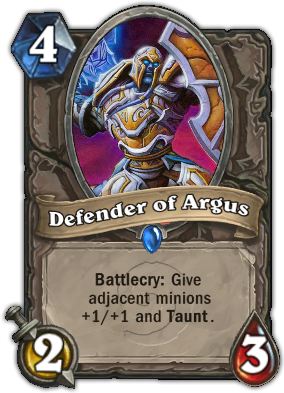 4
Defender of Argus
Battlecry: Give
adjacent minions
+1/+1 and Taunt.
2
3